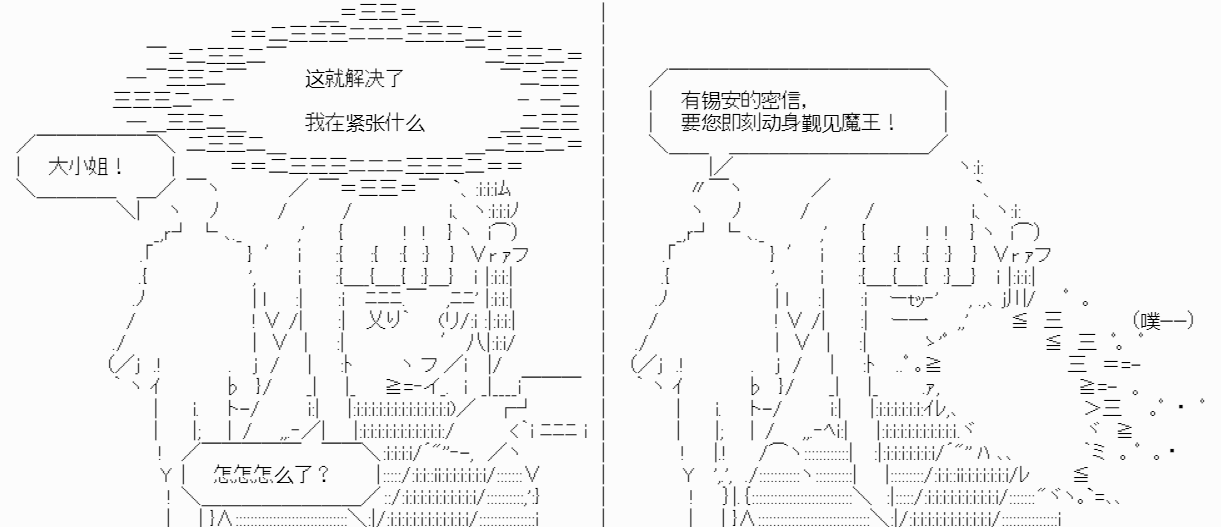 这就解决了
我在紧张什么
大小姐！
怎怎怎么了？
有锡安的密信，
要您即刻动身觐见魔王！
(噗——)